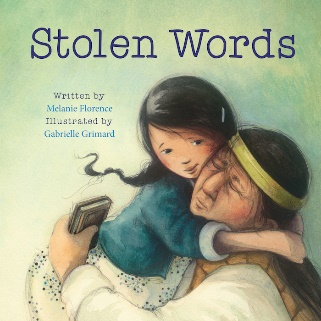 Stolen Words
Written by
Melanie Florence
Illustrated by
Gabrielle Grimard